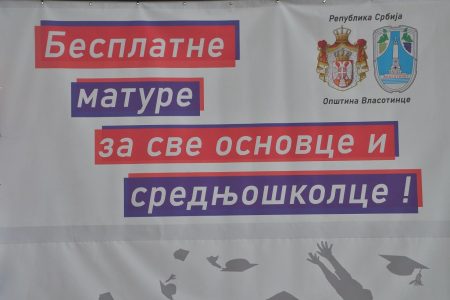 Бесплатне
матуре
за све основце и
средњошколце !
Република Србија
Општина Власотинце